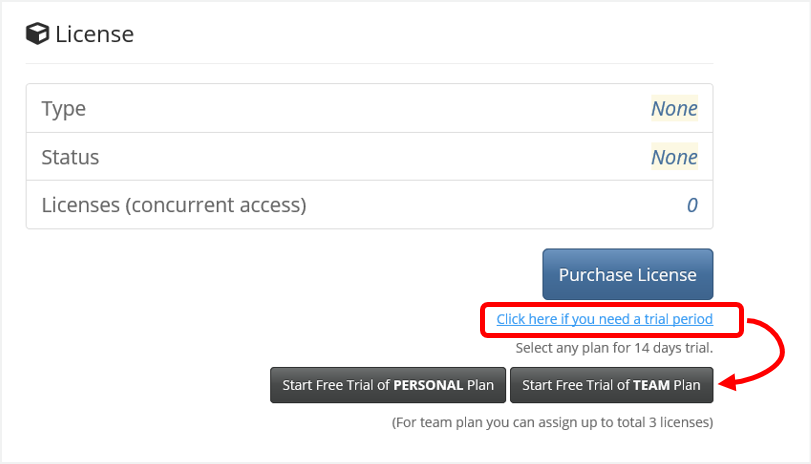 License
Type None
Status None
Licenses (concurrent access) 0
Purchase License
Click here if you need a trial period
Select any plan for 14 days trial.
Start Free Trial of PERSONAL Plan Start Free Trial of TEAM Plan
(For team plan you can assign up to total 3 licenses)